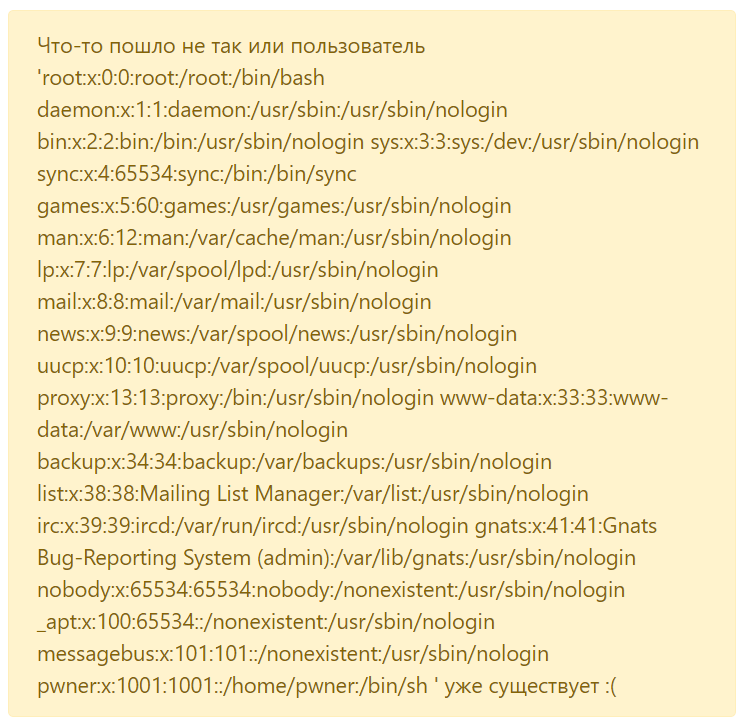 Что-то пошло не так или пользователь
'root:x:0:0:root:/root:/bin/bash
daemon:x:1:1:daemon:/usr/sbin:/usr/sbin/nologin
bin:x:2:2:bin:/bin:/usr/sbin/nologin sys:x:3:3:sys:/dev:/usr/sbin/nologin
sync:x:4:65534:sync:/bin:/bin/sync
games:x:5:60:games:/usr/games:/usr/sbin/nologin
man:x:6:12:man:/var/cache/man:/usr/sbin/nologin
lp:x:7:7:lp:/var/spool/lpd:/usr/sbin/nologin
mail:x:8:8:mail:/var/mail:/usr/sbin/nologin
news:x:9:9:news:/var/spool/news:/usr/sbin/nologin
uucp:x:10:10:uucp:/var/spool/uucp:/usr/sbin/nologin
proxy:x:13:13:proxy:/bin:/usr/sbin/nologin www-data:x:33:33:www-
data:/var/www:/usr/sbin/nologin
backup:x:34:34:backup:/var/backups:/usr/sbin/nologin
list:x:38:38:Mailing List Manager:/var/list:/usr/sbin/nologin
irc:x:39:39:ircd:/var/run/ircd:/usr/sbin/nologin gnats:x:41:41:Gnats
Bug-Reporting System (admin):/var/lib/gnats:/usr/sbin/nologin
nobody:x:65534:65534:nobody:/nonexistent:/usr/sbin/nologin
_apt:x:100:65534::/nonexistent:/usr/sbin/nologin
messagebus:x:101:101::/nonexistent:/usr/sbin/nologin
pwner:x:1001:1001::/home/pwner:/bin/sh ' уже существует :(